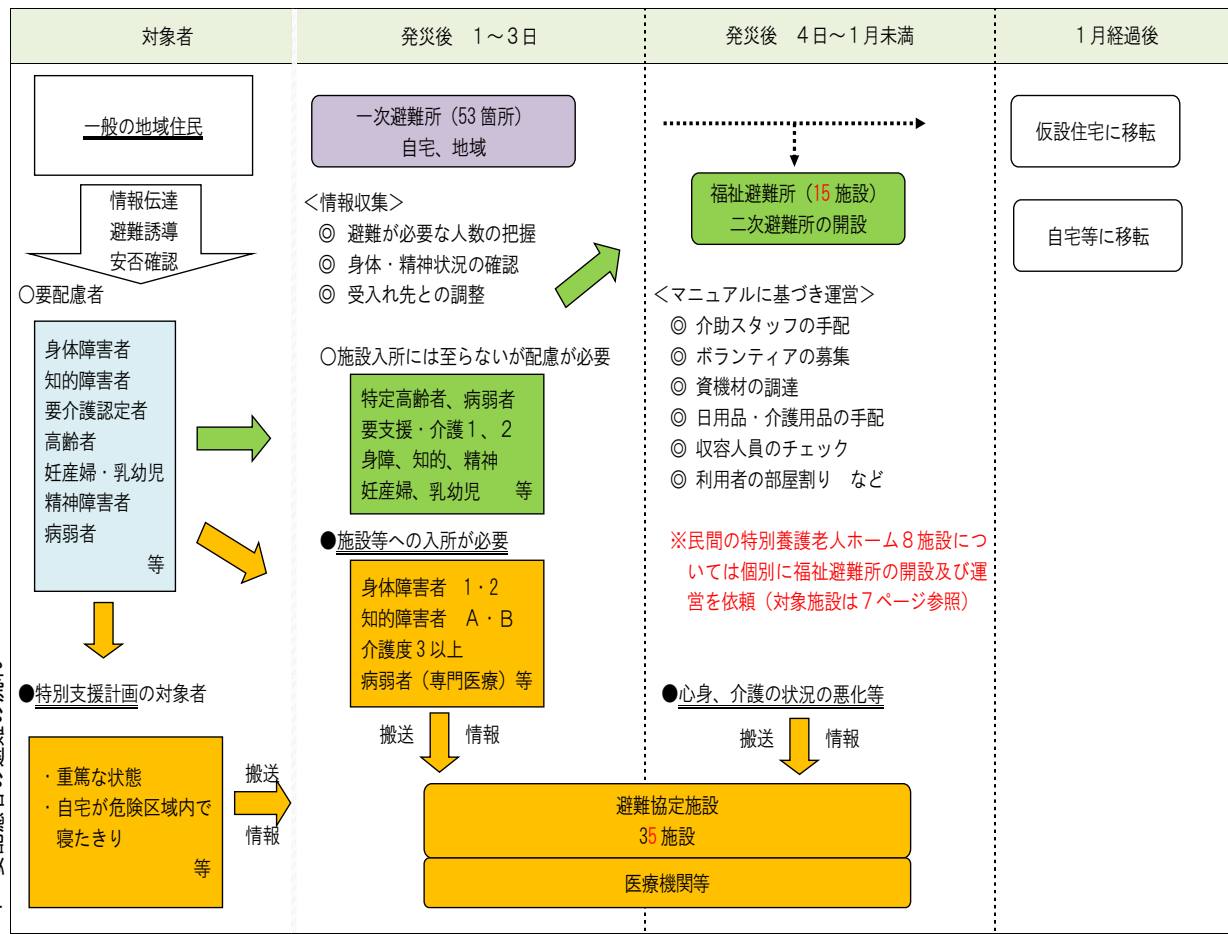 対象者
発災後　１～３日
発災後　４日～１月未満
１月経過後
一般の地域住民
情報伝達
避難誘導
安否確認
〇要配慮者
身体障害者
知的障害者
要介護認定者
高齢者
妊産婦・乳幼児
精神障害者
病弱者
等
●特別支援計画の対象者
・重篤な状態
・自宅が危険区域内で
寝たきり
等
搬送
情報
一次避難所（53 箇所）
自宅、地域
＜情報収集＞
◎ 避難が必要な人数の把握
◎ 身体・精神状況の確認
◎ 受入れ先との調整
〇施設入所には至らないが配慮が必要
特定高齢者、病弱者
要支援・介護１、２
身障、知的、精神
妊産婦、乳幼児　等
●施設等への入所が必要
身体障害者　１・２
知的障害者　Ａ・Ｂ
介護度３以上
病弱者（専門医療）等
搬送　情報
福祉避難所（15 施設）
二次避難所の開設
＜マニュアルに基づき運営＞
◎ 介助スタッフの手配
◎ ボランティアの募集
◎ 資機材の調達
◎ 日用品・介護用品の手配
◎ 収容人員のチェック
◎ 利用者の部屋割り　など
※民間の特別養護老人ホーム８施設につ
いては個別に福祉避難所の開設及び運
営を依頼（対象施設は７ページ参照）
●心身、介護の状況の悪化等
搬送　情報
避難協定施設
35 施設
医療機関等
仮設住宅に移転
自宅等に移転